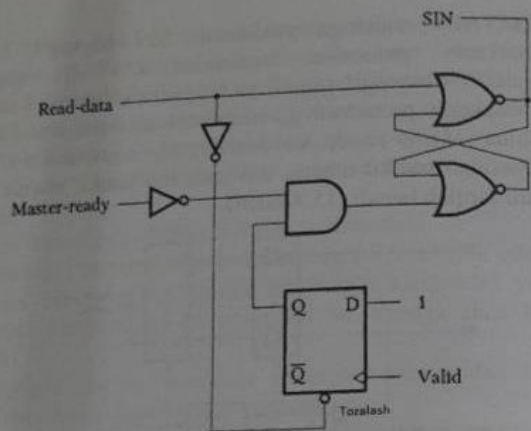 SIN
Read-data
Master-ready
Q D 1
Q̅ Valid
Tozalash